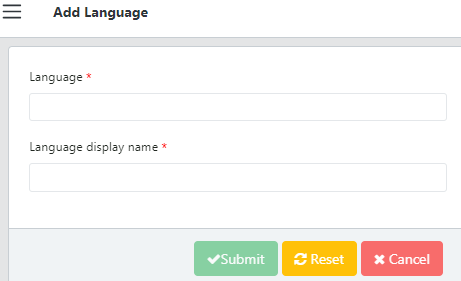 Add Language
Language *
Language display name *
Submit Reset Cancel